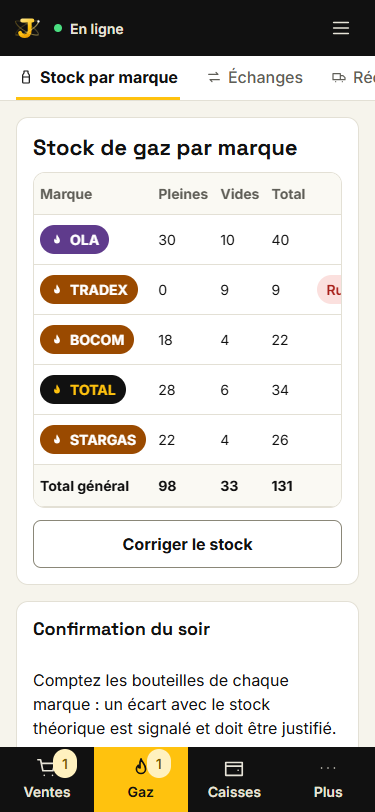 J
En ligne
Stock par marque Échanges
Stock de gaz par marque
Marque Pleines Vides Total
OLA 30 10 40
TRADEX 0 9 9
BOCOM 18 4 22
TOTAL 28 6 34
STARGAS 22 4 26
Total général 98 33 131
Corriger le stock
Confirmation du soir
Comptez les bouteilles de chaque
marque : un écart avec le stock
théorique est signalé et doit être justifié.
1 1
Ventes Gaz Caisses Plus